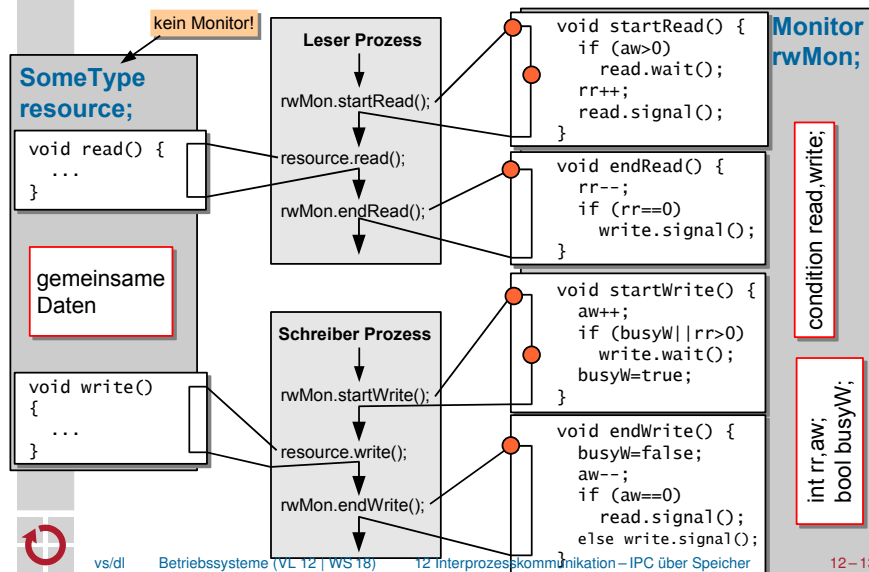 kein Monitor!
SomeType
resource;
void read() {
...
}
gemeinsame
Daten
void write()
{
...
}
Leser Prozess
rwMon.startRead();
resource.read();
rwMon.endRead();
Schreiber Prozess
rwMon.startWrite();
resource.write();
rwMon.endWrite();
Monitor
rwMon;
void startRead() {
if (aw>0)
read.wait();
rr++;
read.signal();
}
void endRead() {
rr--;
if (rr==0)
write.signal();
}
void startWrite() {
aw++;
if (busyW||rr>0)
write.wait();
busyW=true;
}
void endWrite() {
busyW=false;
aw--;
if (aw==0)
read.signal();
else write.signal();
}
condition read,write;
int rr,aw;
bool busyW;
vs/dl Betriebssysteme (VL 12 | WS 18) 12 Interprozesskommunikation – IPC über Speicher 12–13